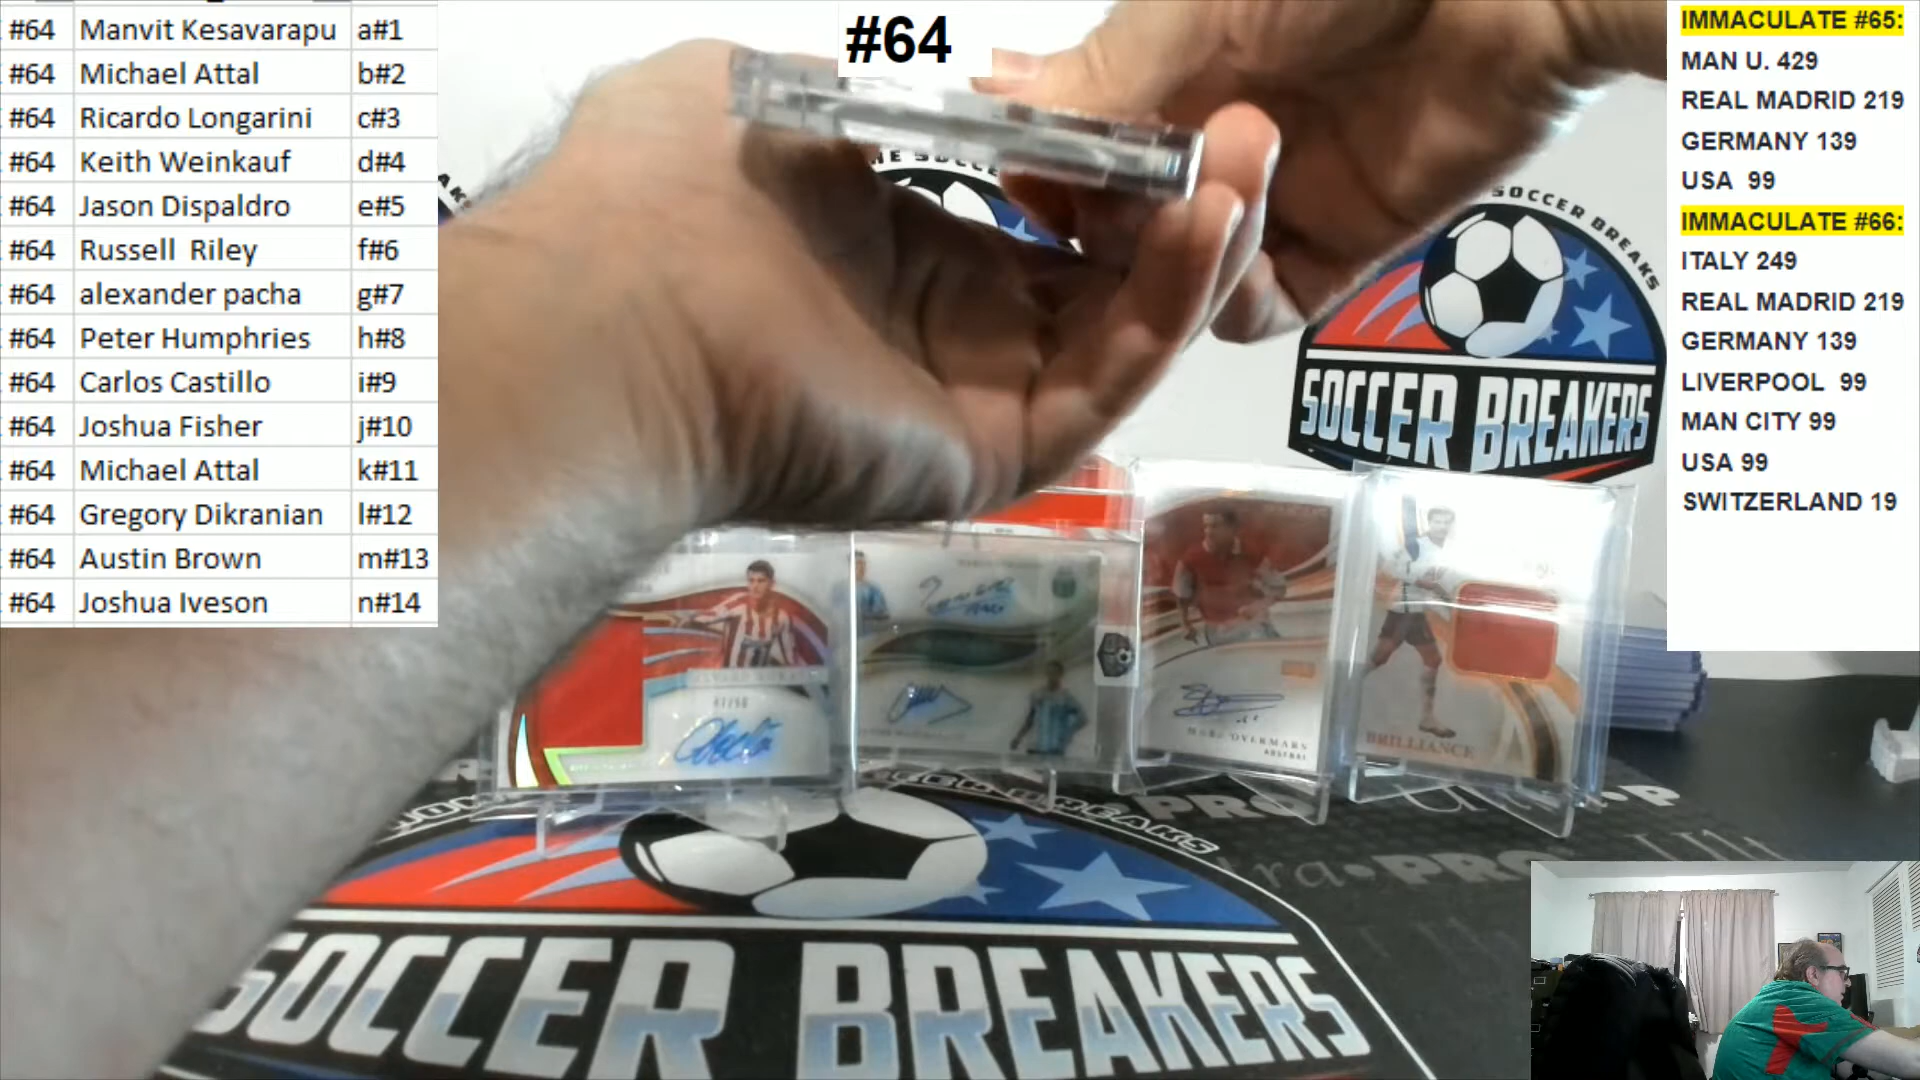 #64 Manvit Kesavarapu a#1
#64 Michael Attal b#2
#64 Ricardo Longarini c#3
#64 Keith Weinkauf d#4
#64 Jason Dispaldro e#5
#64 Russell Riley f#6
#64 alexander pacha g#7
#64 Peter Humphries h#8
#64 Carlos Castillo i#9
#64 Joshua Fisher j#10
#64 Michael Attal k#11
#64 Gregory Dikranian l#12
#64 Austin Brown m#13
#64 Joshua Iveson n#14
#64
IMMACULATE #65:
MAN U. 429
REAL MADRID 219
GERMANY 139
USA 99
IMMACULATE #66:
ITALY 249
REAL MADRID 219
GERMANY 139
LIVERPOOL 99
MAN CITY 99
USA 99
SWITZERLAND 19
SOCCER BREAKS
SOCCER BREAKERS
MARC OVERMARS
ARSENAL
BRILLIANCE
PRO
BREAKS
SOCCER BREAKERS